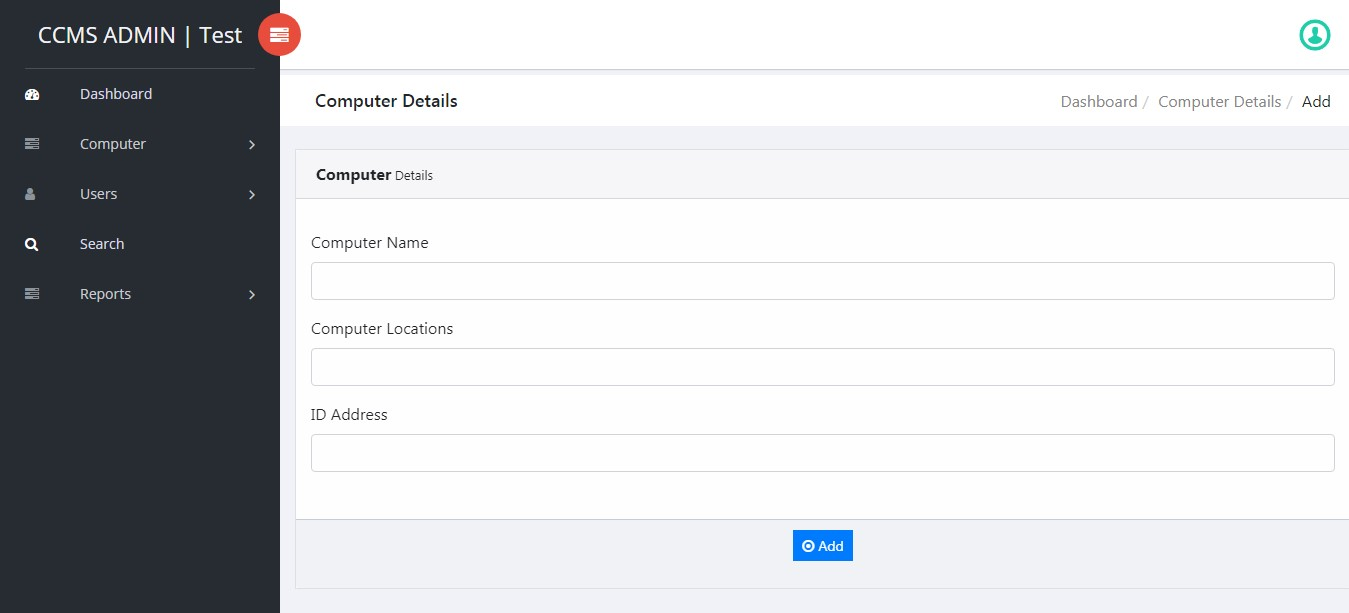 CCMS ADMIN | Test
Dashboard
Computer
Users
Search
Reports
Computer Details
Dashboard / Computer Details / Add
Computer Details
Computer Name
Computer Locations
ID Address
Add